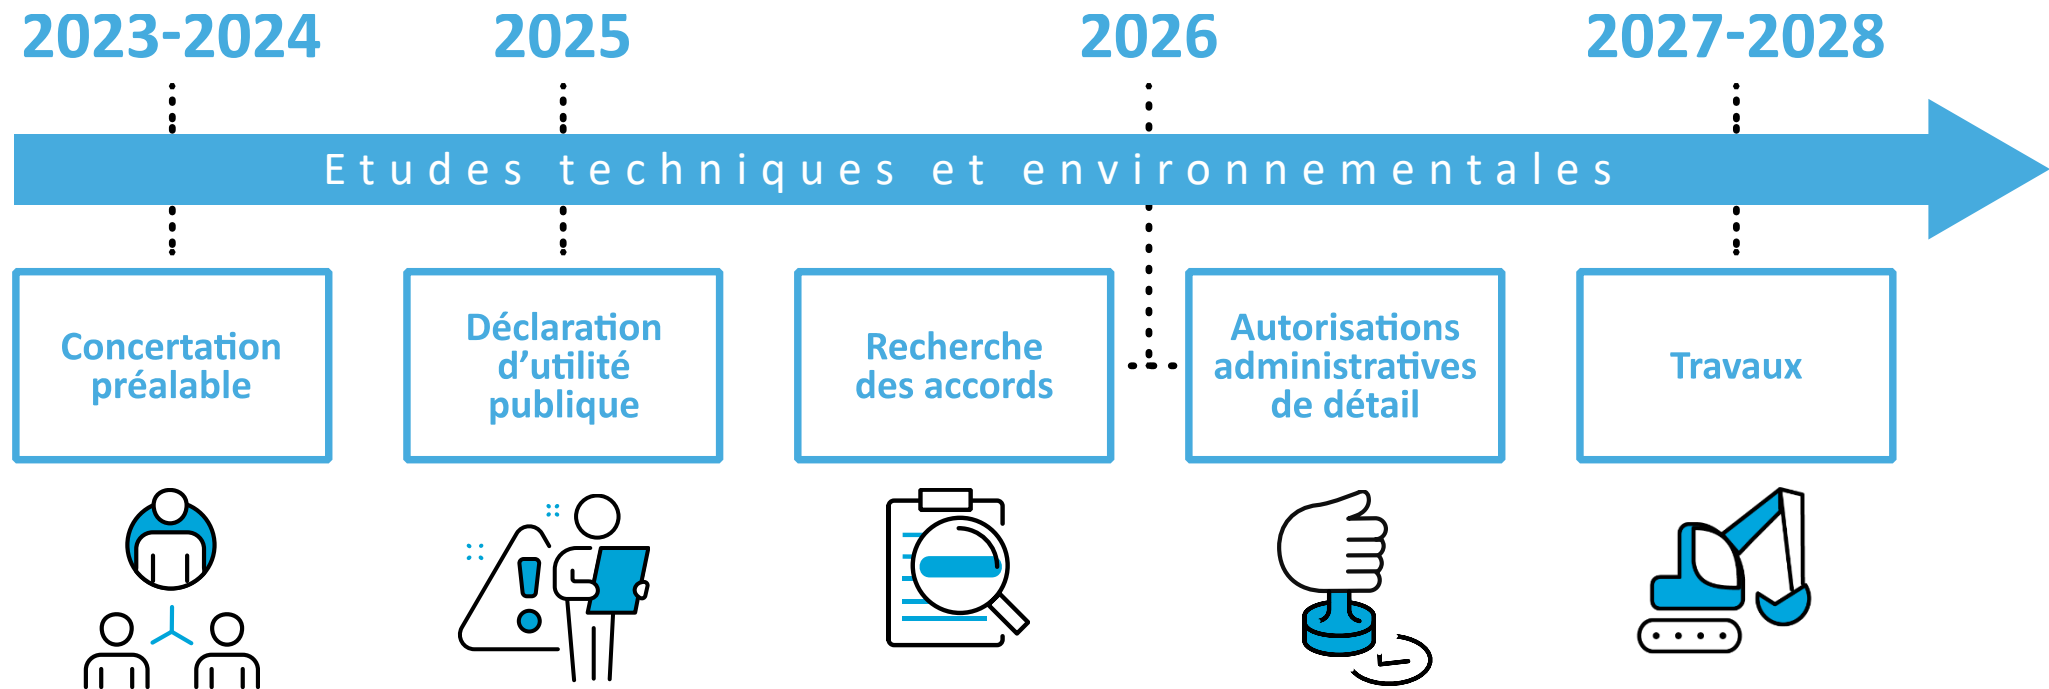 2023-2024
2025
2026
2027-2028
Etudes techniques et environnementales
Concertation
préalable
Déclaration
d’utilité
publique
Recherche
des accords
Autorisations
administratives
de détail
Travaux